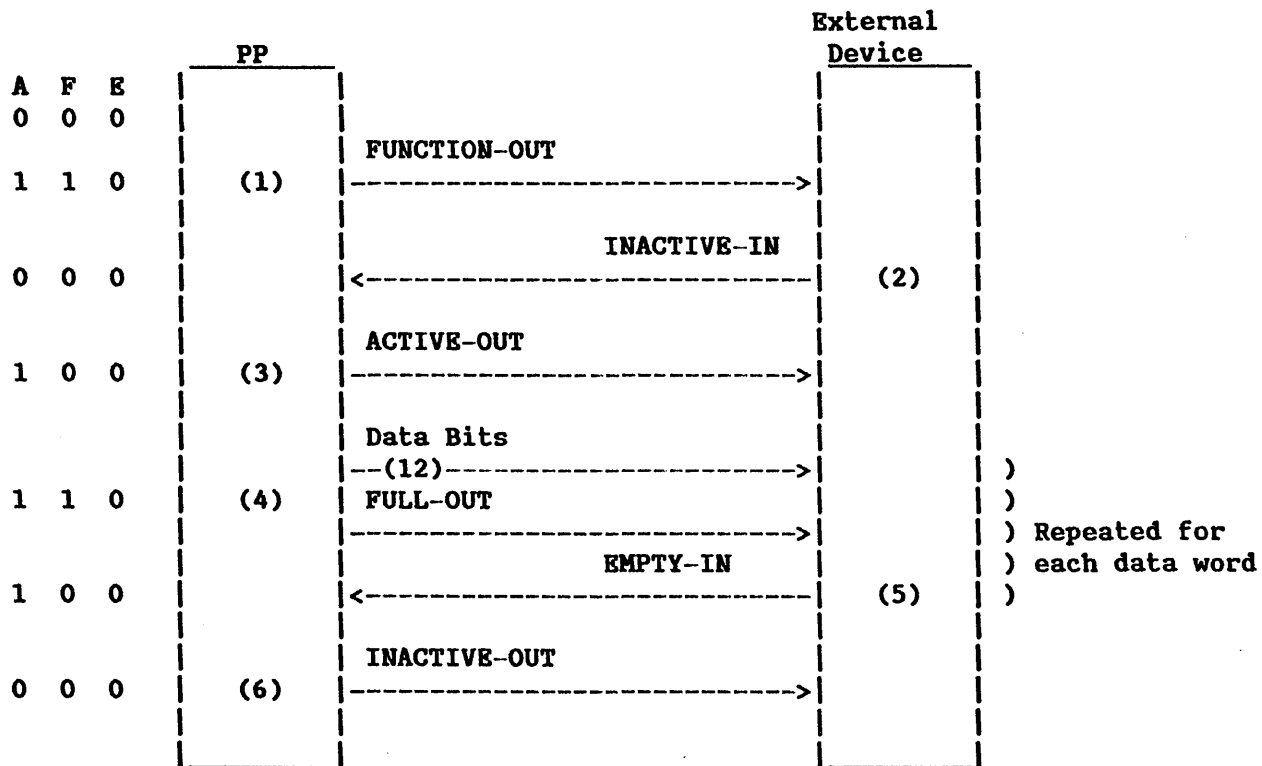 External
PP Device
A F E
0 0 0
FUNCTION-OUT
1 1 0 (1) ----------------------------->
INACTIVE-IN
0 0 0 <----------------------------- (2)
ACTIVE-OUT
1 0 0 (3) ----------------------------->
Data Bits
--(12)------------------------> )
1 1 0 (4) FULL-OUT )
-----------------------------> ) Repeated for
EMPTY-IN ) each data word
1 0 0 <----------------------------- (5) )
INACTIVE-OUT
0 0 0 (6) ----------------------------->